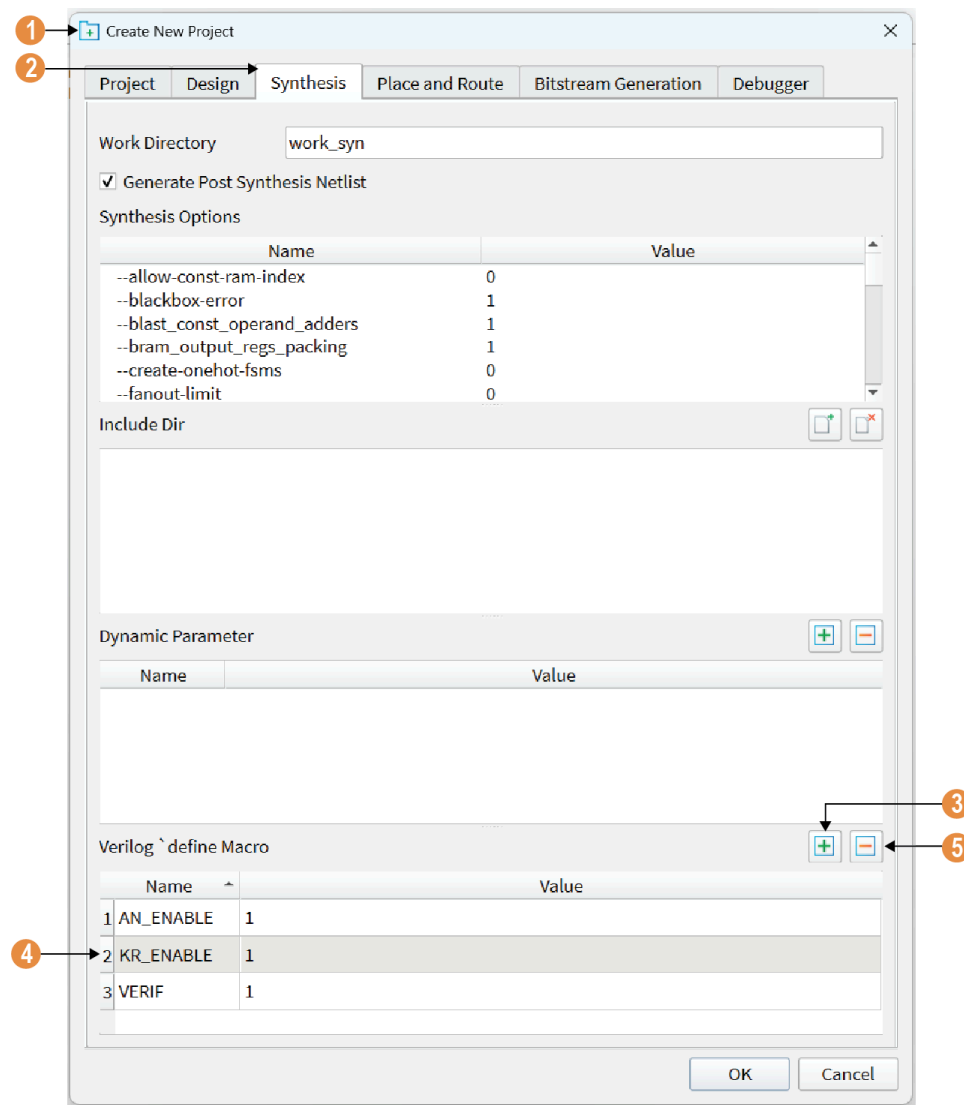 1 Create New Project
2
Project Design Synthesis Place and Route Bitstream Generation Debugger
Work Directory work_syn
Generate Post Synthesis Netlist
Synthesis Options
Name Value
--allow-const-ram-index 0
--blackbox-error 1
--blast_const_operand_adders 1
--bram_output_regs_packing 1
--create-onehot-fsms 0
--fanout-limit 0
Include Dir
Dynamic Parameter
Name Value
3
Verilog `define Macro 5
Name Value
1 AN_ENABLE 1
4 2 KR_ENABLE 1
3 VERIF 1
OK Cancel